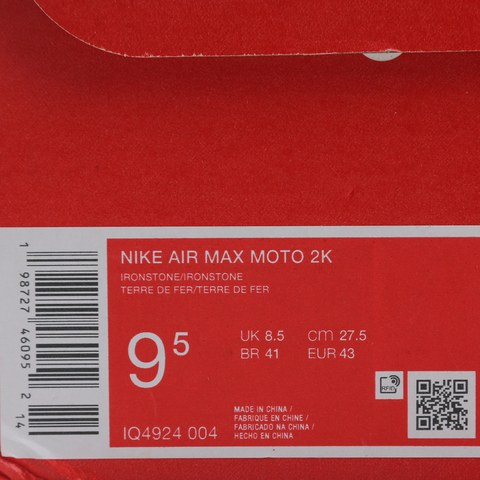 NIKE AIR MAX MOTO 2K
IRONSTONE/IRONSTONE
TERRE DE FER/TERRE DE FER
9⁵
UK 8.5 cm 27.5
BR 41 EUR 43
RFID
MADE IN CHINA /
FABRIQUE EN CHINE /
FABRICADO NA CHINA /
HECHO EN CHINA
IQ4924 004
1 98727 46095 2 14